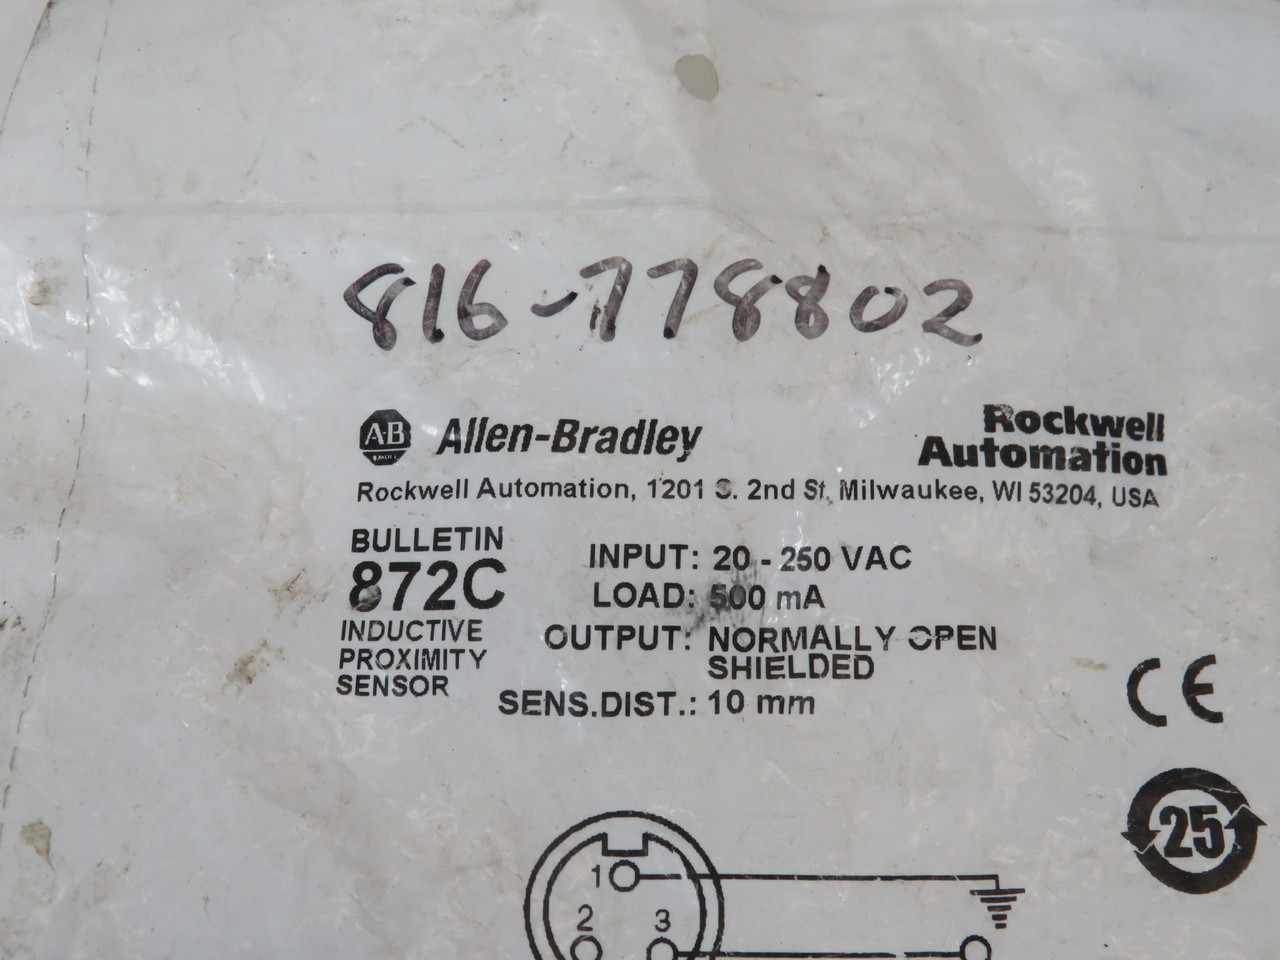 816-778802
A-B Allen-Bradley
Rockwell
Automation
Rockwell Automation, 1201 S. 2nd St. Milwaukee, WI 53204, USA
BULLETIN
872C
INDUCTIVE
PROXIMITY
SENSOR
INPUT: 20 - 250 VAC
LOAD: 500 mA
OUTPUT: NORMALLY OPEN
SHIELDED
SENS.DIST.: 10 mm
CE
25
1
2 3